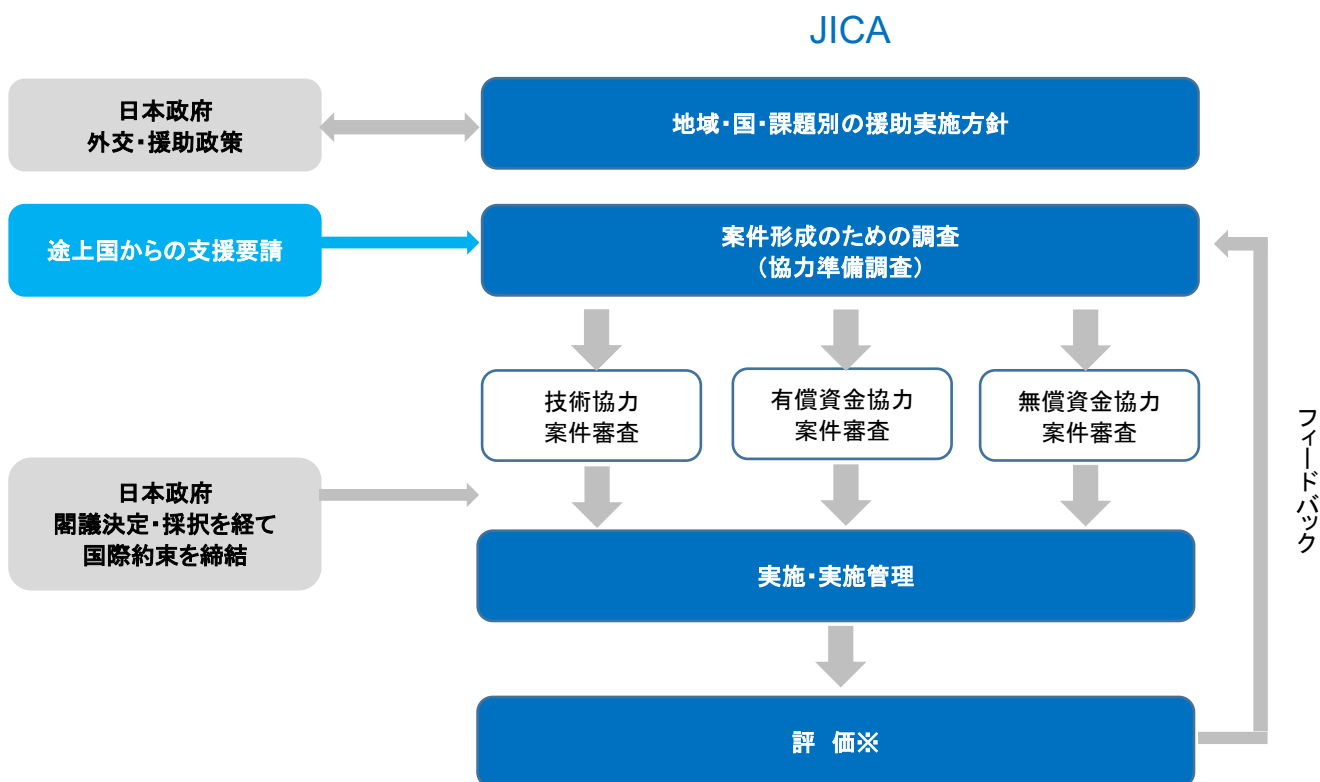 JICA
日本政府
外交・援助政策
地域・国・課題別の援助実施方針
途上国からの支援要請
案件形成のための調査
（協力準備調査）
技術協力
案件審査
有償資金協力
案件審査
無償資金協力
案件審査
日本政府
閣議決定・採択を経て
国際約束を締結
実施・実施管理
評　価※
フィードバック